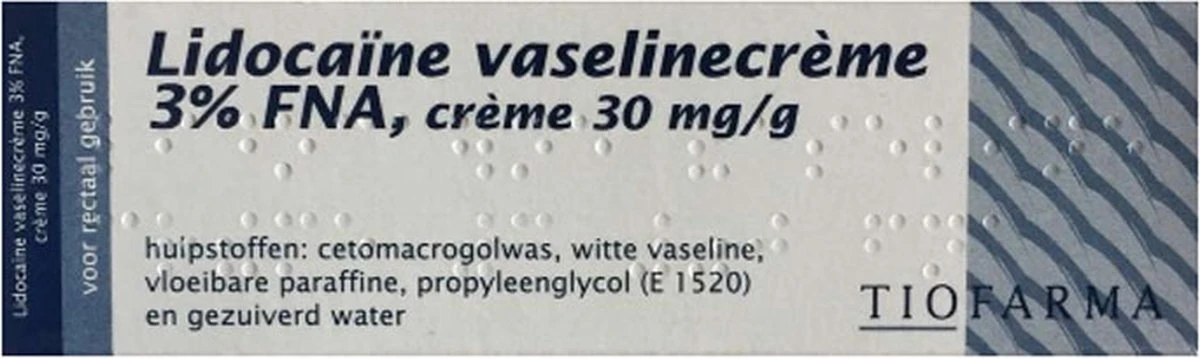 Lidocaïne vaselinecrème 3% FNA,
crème 30 mg/g
voor rectaal gebruik
Lidocaïne vaselinecrème
3% FNA, crème 30 mg/g
hulpstoffen: cetomacrogolwas, witte vaseline,
vloeibare paraffine, propyleenglycol (E 1520)
en gezuiverd water
TIOFARMA